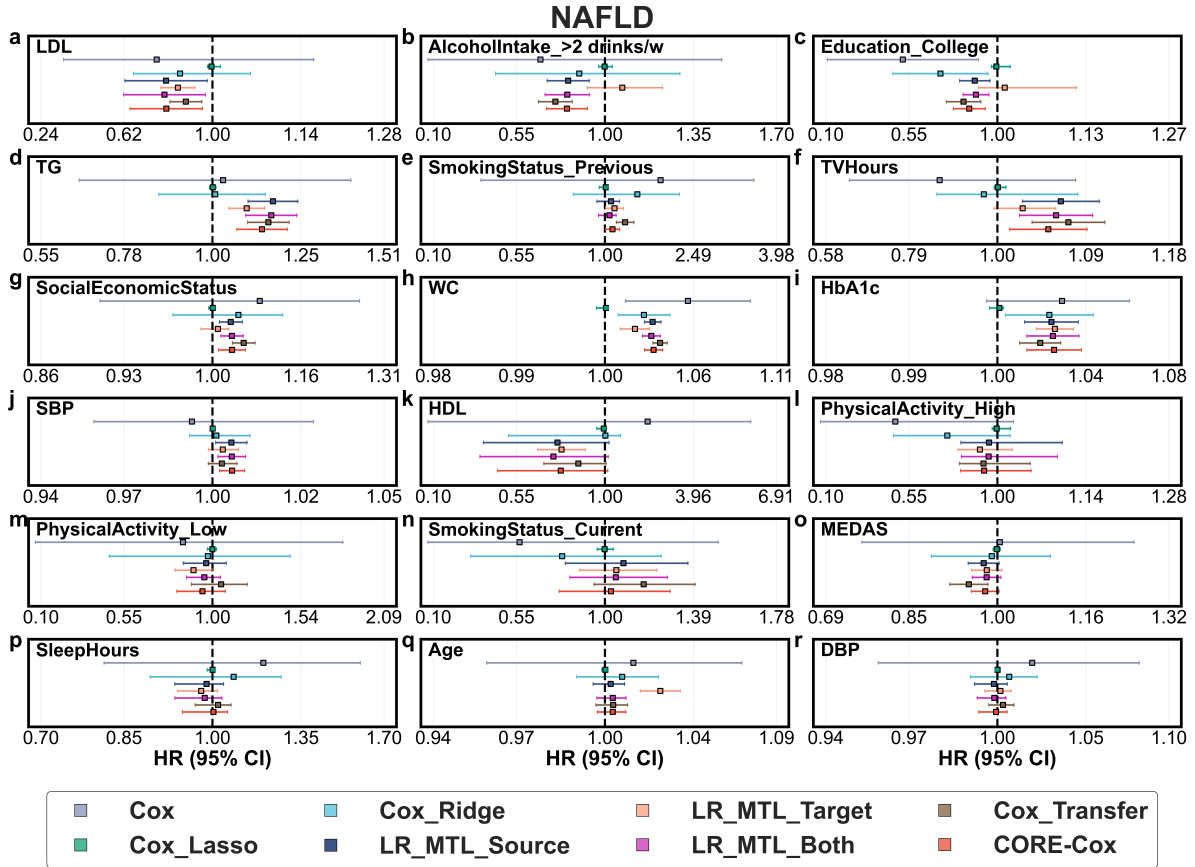 NAFLD
a LDL
0.24 0.62 1.00 1.14 1.28
b AlcoholIntake_>2 drinks/w
0.10 0.55 1.00 1.35 1.70
c Education_College
0.10 0.55 1.00 1.13 1.27
d TG
0.55 0.78 1.00 1.25 1.51
e SmokingStatus_Previous
0.10 0.55 1.00 2.49 3.98
f TVHours
0.58 0.79 1.00 1.09 1.18
g SocialEconomicStatus
0.86 0.93 1.00 1.16 1.31
h WC
0.98 0.99 1.00 1.06 1.11
i HbA1c
0.98 0.99 1.00 1.04 1.08
j SBP
0.94 0.97 1.00 1.02 1.05
k HDL
0.10 0.55 1.00 3.96 6.91
l PhysicalActivity_High
0.10 0.55 1.00 1.14 1.28
m PhysicalActivity_Low
0.10 0.55 1.00 1.54 2.09
n SmokingStatus_Current
0.10 0.55 1.00 1.39 1.78
o MEDAS
0.69 0.85 1.00 1.16 1.32
p SleepHours
0.70 0.85 1.00 1.35 1.70
HR (95% CI)
q Age
0.94 0.97 1.00 1.04 1.09
HR (95% CI)
r DBP
0.94 0.97 1.00 1.05 1.10
HR (95% CI)
Cox Cox_Ridge LR_MTL_Target Cox_Transfer
Cox_Lasso LR_MTL_Source LR_MTL_Both CORE-Cox